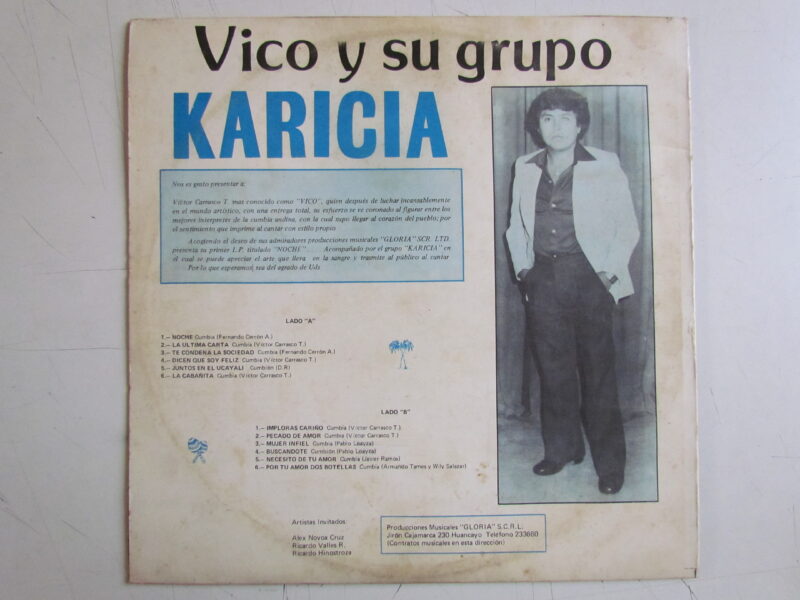 Vico y su grupo
KARICIA
Nos es grato presentar a:
Víctor Carrasco T. mas conocido como "VICO", quien después de luchar incansablemente
en el mundo artístico, con una entrega total, su esfuerzo se ve coronado al figurar entre los
mejores interpretes de la cumbia andina, con la cual supo llegar al corazón del pueblo; por
el sentimiento que imprime al cantar con estilo propio
Acogiendo el deseo de sus admiradores producciones musicales "GLORIA" SCR. LTD.
presenta su primer L.P. titulado "NOCHE" .... Acompañado por el grupo "KARICIA" en
el cual se puede apreciar el arte que lleva en la sangre y trasmite al público al cantar
Por lo que esperamos sea del agrado de Uds
LADO "A"
1.— NOCHE Cumbia (Fernando Cerrón A.)
2.— LA ULTIMA CARTA Cumbia (Víctor Carrasco T.)
3.— TE CONDENA LA SOCIEDAD Cumbia (Fernando Cerrón A.)
4.— DICEN QUE SOY FELIZ Cumbia (Víctor Carrasco T.)
5.— JUNTOS EN EL UCAYALI Cumbión (D.R)
6.— LA CABAÑITA Cumbia (Víctor Carrasco T.)
LADO "B"
1.— IMPLORAS CARIÑO Cumbia (Víctor Carrasco T.)
2.— PECADO DE AMOR Cumbia (Víctor Carrasco T.)
3.— MUJER INFIEL Cumbia (Pablo Loayza)
4.— BUSCANDOTE Cumbión (Pablo Loayza)
5.— NECESITO DE TU AMOR Cumbia (Javier Ramos)
6.— POR TU AMOR DOS BOTELLAS Cumbia (Armando Tames y Wily Salazar)
Artistas Invitados:
Alex Novoa Cruz
Ricardo Valles R.
Ricardo Hinostroza
Producciones Musicales "GLORIA" S.C.R.L.
Jirón Cajamarca 230 Huancayo Teléfono 233680
(Contratos musicales en esta dirección)